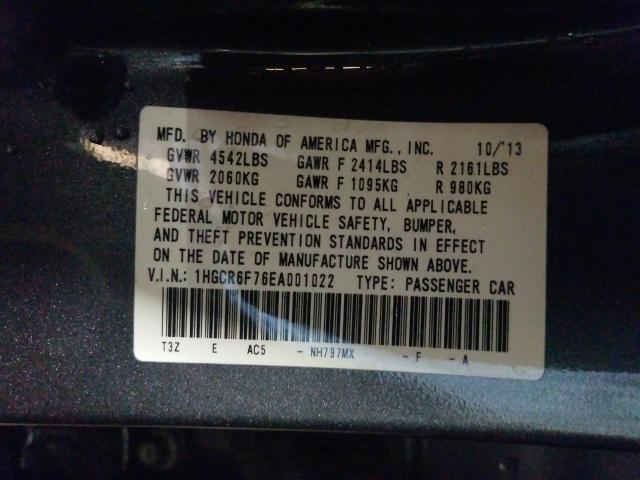 MFD. BY HONDA OF AMERICA MFG., INC. 10/'13
GVWR 4542LBS GAWR F 2414LBS R 2161LBS
GVWR 2060KG GAWR F 1095KG R 980KG
THIS VEHICLE CONFORMS TO ALL APPLICABLE
FEDERAL MOTOR VEHICLE SAFETY, BUMPER,
AND THEFT PREVENTION STANDARDS IN EFFECT
ON THE DATE OF MANUFACTURE SHOWN ABOVE.
V.I.N.: 1HGCR6F76EA001022 TYPE: PASSENGER CAR
T3Z E AC5 - NH797MX - F - A